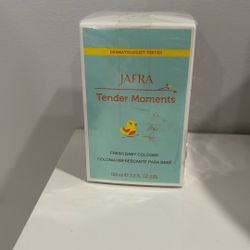 DERMATOLOGIST TESTED
JAFRA
Tender Moments
FRESH BABY COLOGNE
COLONIA REFRESCANTE PARA BEBÉ